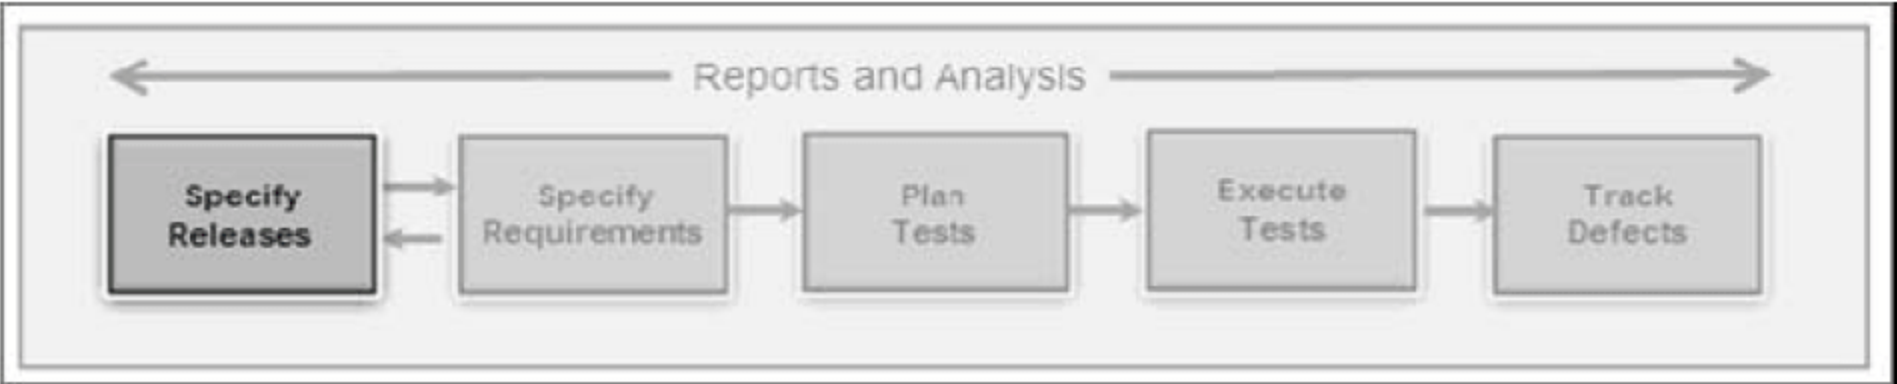 Reports and Analysis
Specify
Releases
Specify
Requirements
Plan
Tests
Execute
Tests
Track
Defects